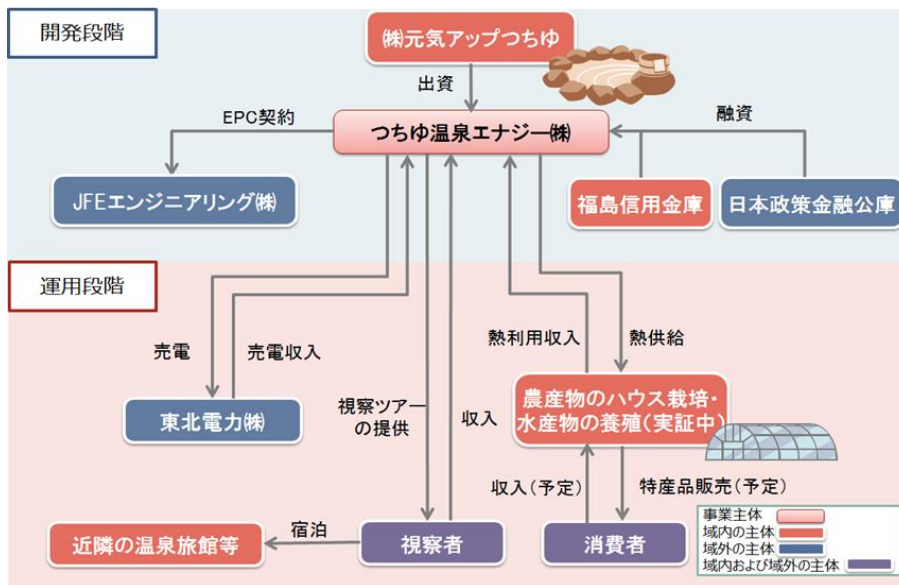 開発段階
㈱元気アップつちゆ
出資
EPC契約
つちゆ温泉エナジー㈱
融資
JFEエンジニアリング㈱
福島信用金庫
日本政策金融公庫
運用段階
売電
売電収入
熱利用収入
熱供給
視察ツアー
の提供
収入
東北電力㈱
農産物のハウス栽培・
水産物の養殖(実証中)
収入(予定)
特産品販売(予定)
近隣の温泉旅館等
宿泊
視察者
消費者
事業主体
域内の主体
域外の主体
域内および域外の主体